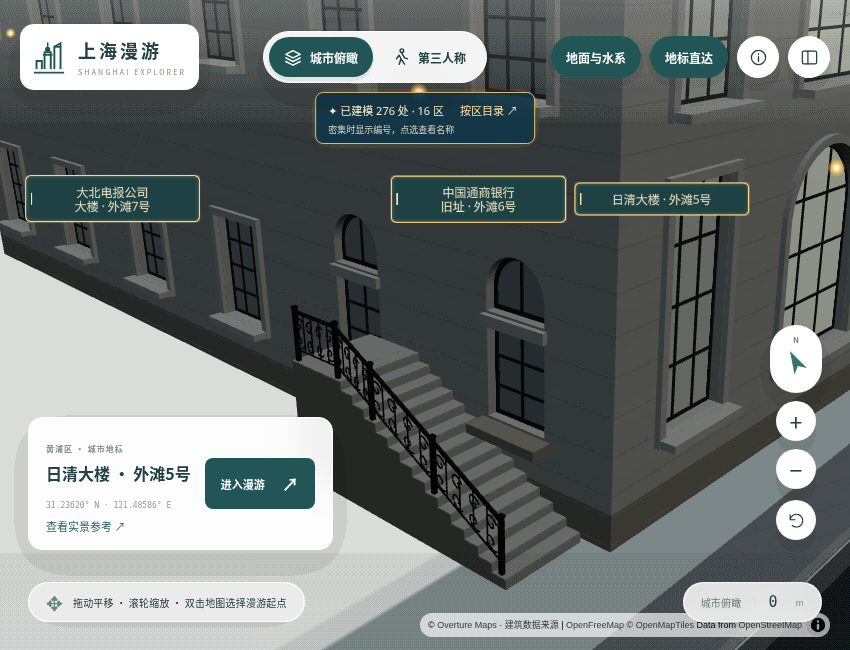 上海漫游
SHANGHAI EXPLORER
城市俯瞰
第三人称
地面与水系
地标直达
✦ 已建模 276 处 · 16 区 按区目录 ↗
密集时显示编号，点选查看名称
大北电报公司
大楼 · 外滩7号
中国通商银行
旧址 · 外滩6号
日清大楼 · 外滩5号
N
+
−
黄浦区 · 城市地标
日清大楼 · 外滩5号
进入漫游 ↗
31.23620° N · 121.48586° E
查看实景参考 ↗
拖动平移 · 滚轮缩放 · 双击地图选择漫游起点
城市俯瞰 0 m
© Overture Maps · 建筑数据来源 | OpenFreeMap © OpenMapTiles Data from OpenStreetMap